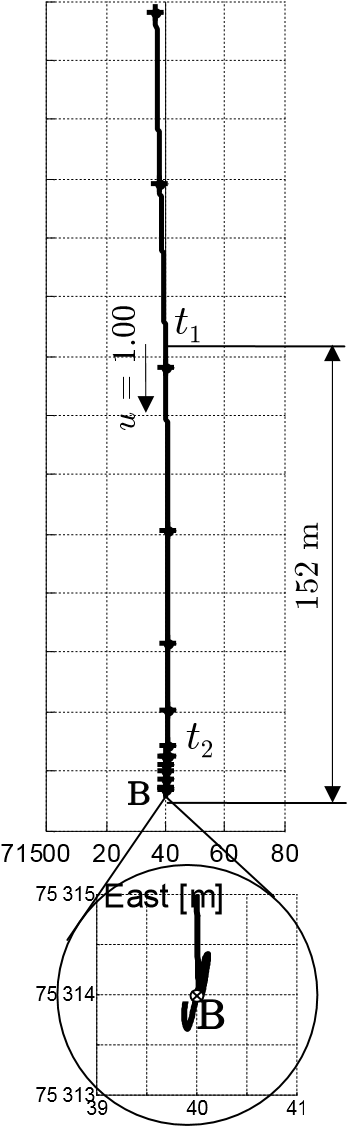 t1
u = 1.00
152 m
t2
B
71500 20 40 60 80
75 315
East [m]
75 314
B
75 313
39 40 41